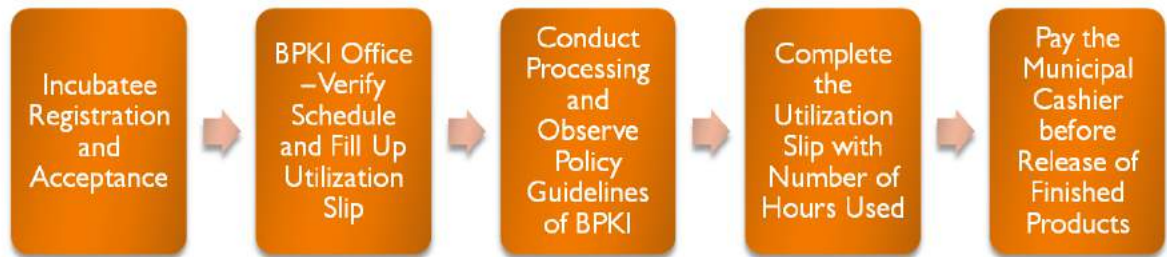 Incubatee
Registration
and
Acceptance
BPKI Office
–Verify
Schedule
and Fill Up
Utilization
Slip
Conduct
Processing
and
Observe
Policy
Guidelines
of BPKI
Complete
the
Utilization
Slip with
Number of
Hours Used
Pay the
Municipal
Cashier
before
Release of
Finished
Products